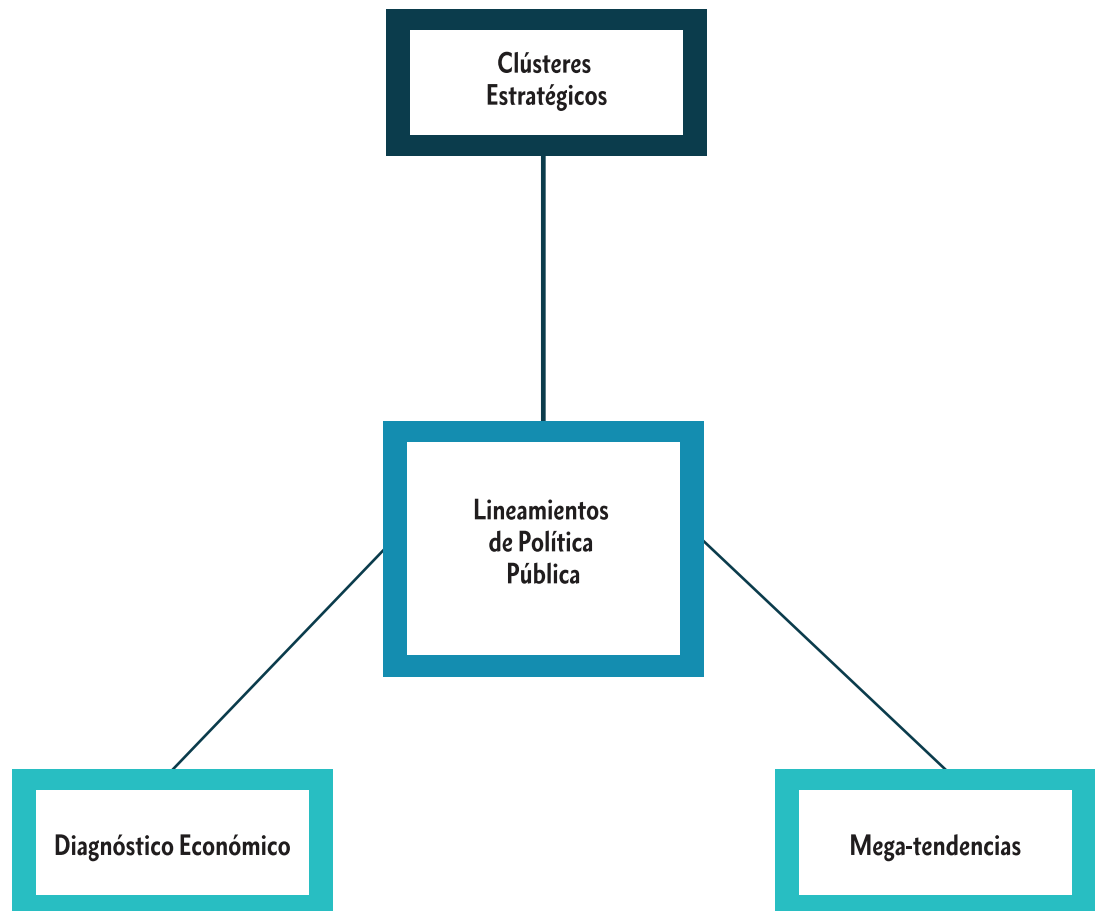 Clústeres
Estratégicos
Lineamientos
de Política
Pública
Diagnóstico Económico
Mega-tendencias